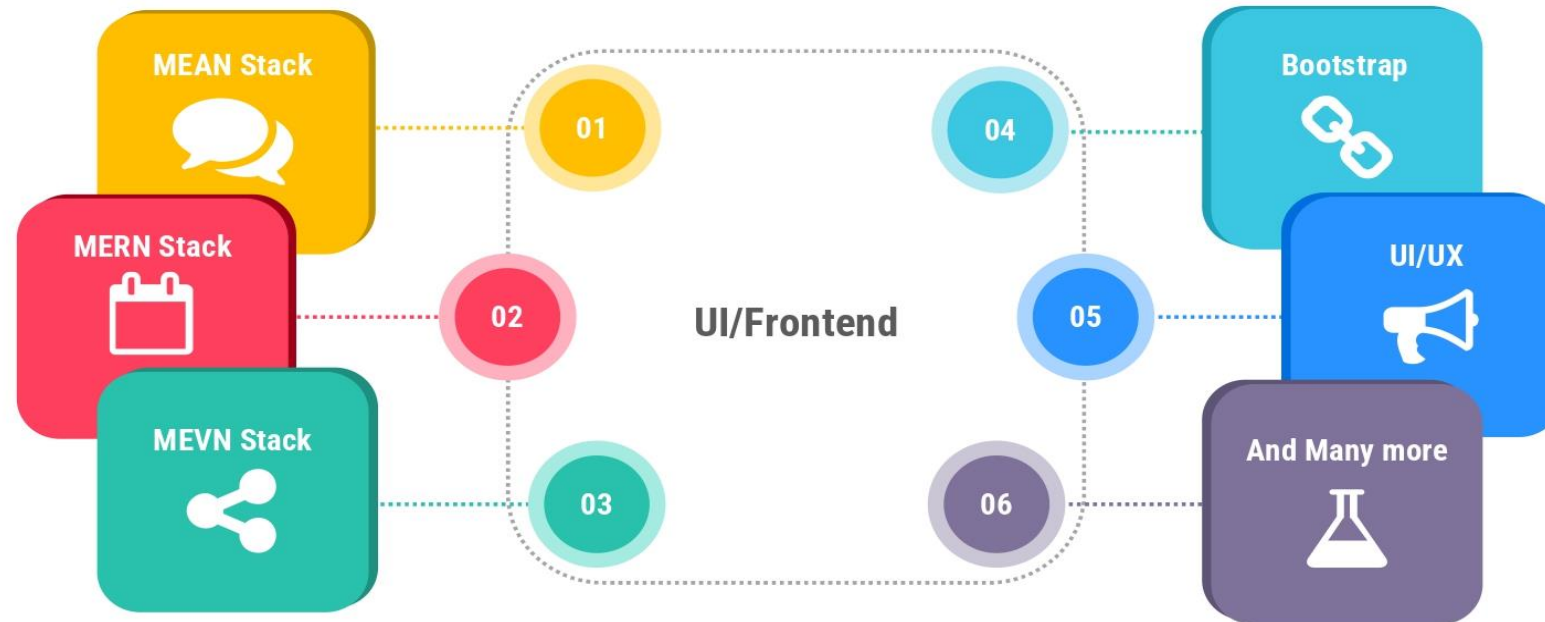 MEAN Stack
01
MERN Stack
02
MEVN Stack
03
UI/Frontend
04
Bootstrap
05
UI/UX
06
And Many more